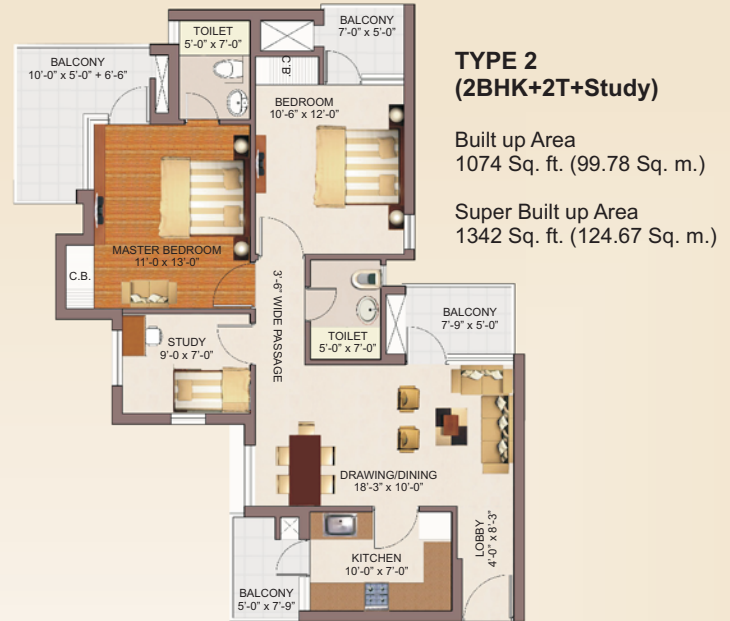 TOILET
5'-0" x 7'-0"
BALCONY
7'-0" x 5'-0"
BALCONY
10'-0" x 5'-0" + 6'-6"
C.B.
BEDROOM
10'-6" x 12'-0"
MASTER BEDROOM
11'-0 x 13'-0"
C.B.
3'-6" WIDE PASSAGE
STUDY
9'-0 x 7'-0"
TOILET
5'-0" x 7'-0"
BALCONY
7'-9" x 5'-0"
DRAWING/DINING
18'-3" x 10'-0"
LOBBY
4'-0" x 8'-3"
KITCHEN
10'-0" x 7'-0"
BALCONY
5'-0" x 7'-9"
TYPE 2
(2BHK+2T+Study)
Built up Area
1074 Sq. ft. (99.78 Sq. m.)
Super Built up Area
1342 Sq. ft. (124.67 Sq. m.)